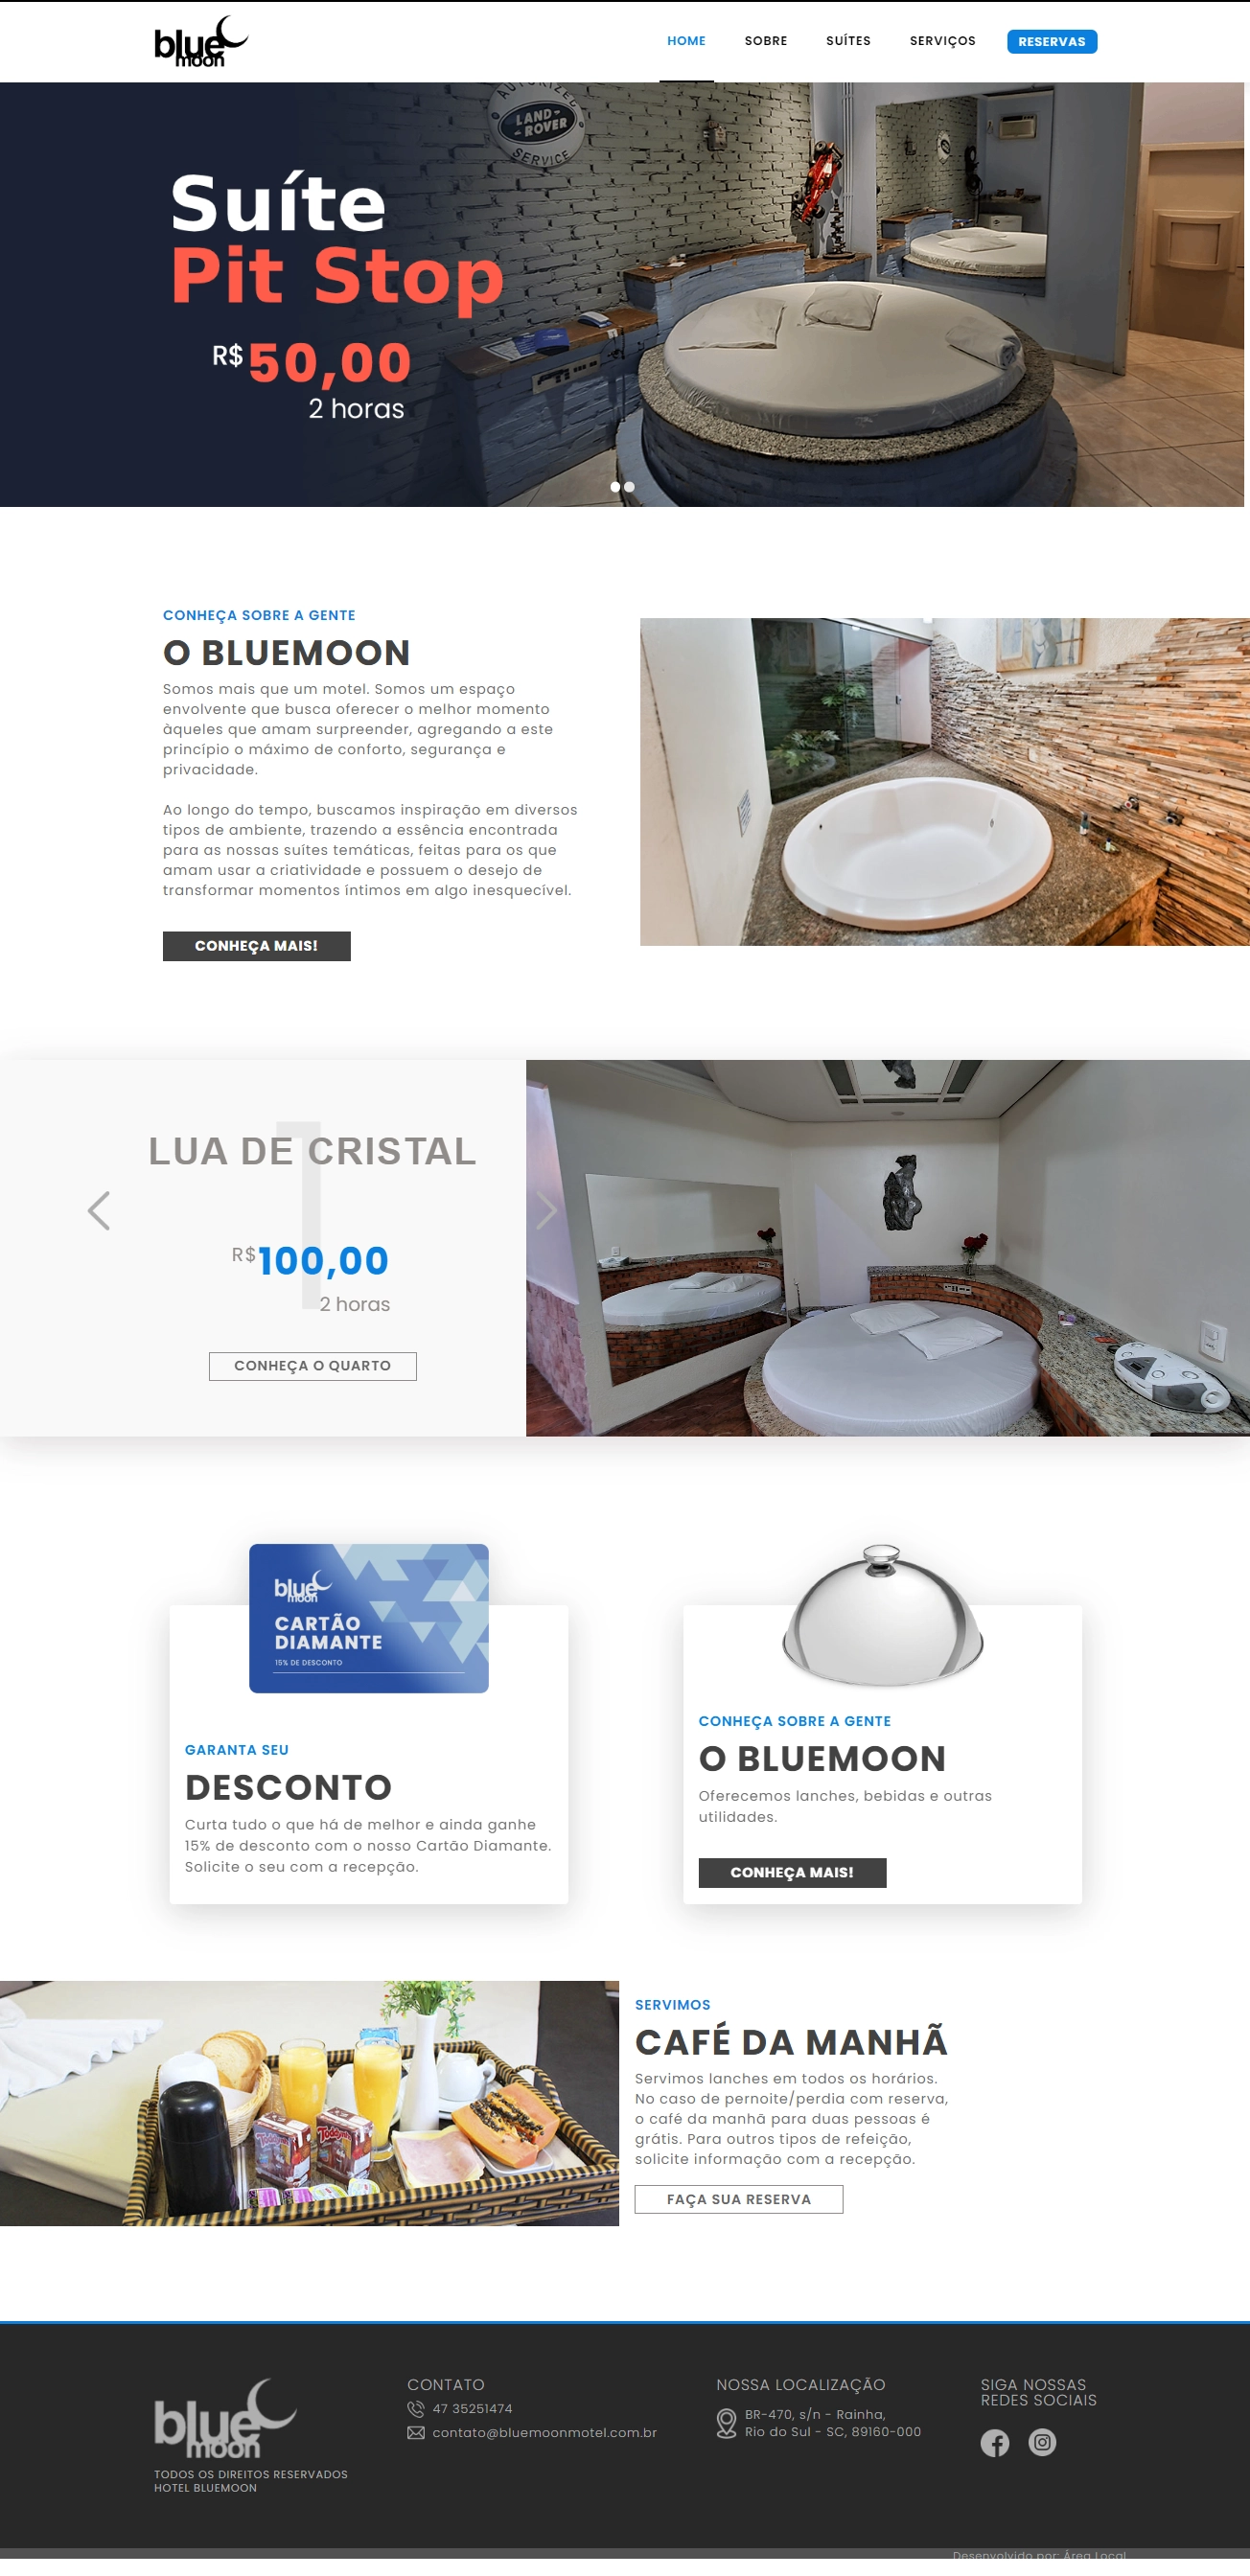 blue
moon
HOME
SOBRE
SUÍTES
SERVIÇOS
RESERVAS
AUTORIZED
LAND-
ROVER
SERVICE
Suíte
Pit Stop
R$50,00
2 horas
CONHEÇA SOBRE A GENTE
O BLUEMOON
Somos mais que um motel. Somos um espaço
envolvente que busca oferecer o melhor momento
àqueles que amam surpreender, agregando a este
princípio o máximo de conforto, segurança e
privacidade.
Ao longo do tempo, buscamos inspiração em diversos
tipos de ambiente, trazendo a essência encontrada
para as nossas suítes temáticas, feitas para os que
amam usar a criatividade e possuem o desejo de
transformar momentos íntimos em algo inesquecível.
CONHEÇA MAIS!
1
LUA DE CRISTAL
R$100,00
2 horas
CONHEÇA O QUARTO
blue
moon
CARTÃO
DIAMANTE
15% DE DESCONTO
GARANTA SEU
DESCONTO
Curta tudo o que há de melhor e ainda ganhe
15% de desconto com o nosso Cartão Diamante.
Solicite o seu com a recepção.
CONHEÇA SOBRE A GENTE
O BLUEMOON
Oferecemos lanches, bebidas e outras
utilidades.
CONHEÇA MAIS!
Toddynho
Toddynho
SERVIMOS
CAFÉ DA MANHÃ
Servimos lanches em todos os horários.
No caso de pernoite/perdia com reserva,
o café da manhã para duas pessoas é
grátis. Para outros tipos de refeição,
solicite informação com a recepção.
FAÇA SUA RESERVA
blue
moon
TODOS OS DIREITOS RESERVADOS
HOTEL BLUEMOON
CONTATO
47 35251474
contato@bluemoonmotel.com.br
NOSSA LOCALIZAÇÃO
BR-470, s/n - Rainha,
Rio do Sul - SC, 89160-000
SIGA NOSSAS
REDES SOCIAIS
Desenvolvido por: Área Local